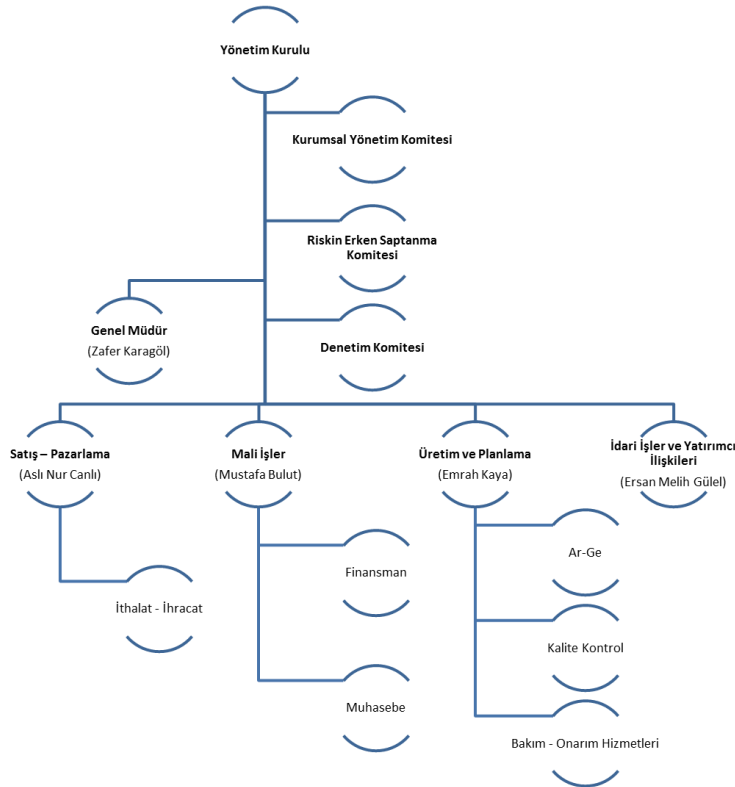 Yönetim Kurulu
Kurumsal Yönetim Komitesi
Riskin Erken Saptanma
Komitesi
Genel Müdür
(Zafer Karagöl)
Denetim Komitesi
Satış – Pazarlama
(Aslı Nur Canlı)
Mali İşler
(Mustafa Bulut)
Üretim ve Planlama
(Emrah Kaya)
İdari İşler ve Yatırımcı
İlişkileri
(Ersan Melih Gülel)
İthalat - İhracat
Finansman
Muhasebe
Ar-Ge
Kalite Kontrol
Bakım - Onarım Hizmetleri